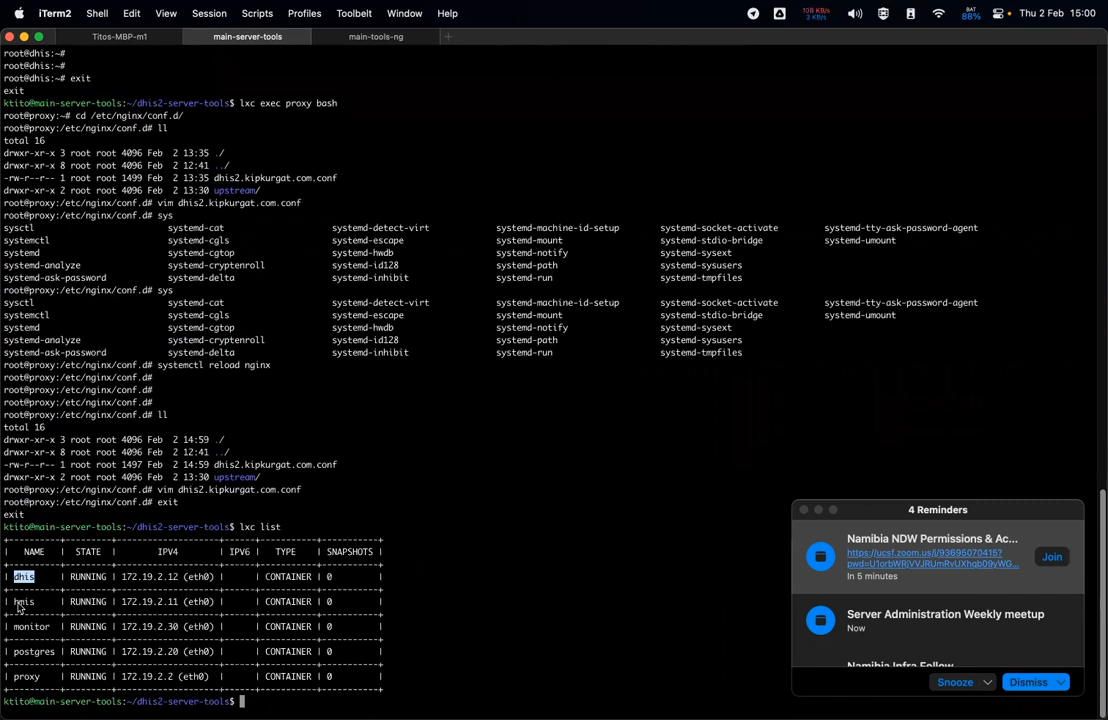 iTerm2 Shell Edit View Session Scripts Profiles Toolbelt Window Help 108 KB/s 3 KB/s BAT 88% Thu 2 Feb 15:00
Titos-MBP-m1 main-server-tools main-tools-ng +
root@dhis:~#
root@dhis:~#
root@dhis:~# exit
exit
ktito@main-server-tools:~/dhis2-server-tools$ lxc exec proxy bash
root@proxy:~# cd /etc/nginx/conf.d/
root@proxy:/etc/nginx/conf.d# ll
total 16
drwxr-xr-x 3 root root 4096 Feb  2 13:35 ./
drwxr-xr-x 8 root root 4096 Feb  2 12:41 ../
-rw-r--r-- 1 root root 1499 Feb  2 13:35 dhis2.kipkurgat.com.conf
drwxr-xr-x 2 root root 4096 Feb  2 13:30 upstream/
root@proxy:/etc/nginx/conf.d# vim dhis2.kipkurgat.com.conf
root@proxy:/etc/nginx/conf.d# sys
sysctl systemd-cat systemd-detect-virt systemd-machine-id-setup systemd-socket-activate systemd-tty-ask-password-agent
systemctl systemd-cgls systemd-escape systemd-mount systemd-stdio-bridge systemd-umount
systemd systemd-cgtop systemd-hwdb systemd-notify systemd-sysext
systemd-analyze systemd-cryptenroll systemd-id128 systemd-path systemd-sysusers
systemd-ask-password systemd-delta systemd-inhibit systemd-run systemd-tmpfiles
root@proxy:/etc/nginx/conf.d# sys
sysctl systemd-cat systemd-detect-virt systemd-machine-id-setup systemd-socket-activate systemd-tty-ask-password-agent
systemctl systemd-cgls systemd-escape systemd-mount systemd-stdio-bridge systemd-umount
systemd systemd-cgtop systemd-hwdb systemd-notify systemd-sysext
systemd-analyze systemd-cryptenroll systemd-id128 systemd-path systemd-sysusers
systemd-ask-password systemd-delta systemd-inhibit systemd-run systemd-tmpfiles
root@proxy:/etc/nginx/conf.d# systemctl reload nginx
root@proxy:/etc/nginx/conf.d#
root@proxy:/etc/nginx/conf.d#
root@proxy:/etc/nginx/conf.d#
root@proxy:/etc/nginx/conf.d# ll
total 16
drwxr-xr-x 3 root root 4096 Feb  2 14:59 ./
drwxr-xr-x 8 root root 4096 Feb  2 12:41 ../
-rw-r--r-- 1 root root 1497 Feb  2 14:59 dhis2.kipkurgat.com.conf
drwxr-xr-x 2 root root 4096 Feb  2 13:30 upstream/
root@proxy:/etc/nginx/conf.d# vim dhis2.kipkurgat.com.conf
root@proxy:/etc/nginx/conf.d# exit
exit
ktito@main-server-tools:~/dhis2-server-tools$ lxc list
| NAME | STATE | IPV4 | IPV6 | TYPE | SNAPSHOTS |
| dhis | RUNNING | 172.19.2.12 (eth0) | | CONTAINER | 0 |
| hmis | RUNNING | 172.19.2.11 (eth0) | | CONTAINER | 0 |
| monitor | RUNNING | 172.19.2.30 (eth0) | | CONTAINER | 0 |
| postgres | RUNNING | 172.19.2.20 (eth0) | | CONTAINER | 0 |
| proxy | RUNNING | 172.19.2.2 (eth0) | | CONTAINER | 0 |
ktito@main-server-tools:~/dhis2-server-tools$
4 Reminders
Namibia NDW Permissions & Ac...
https://ucsf.zoom.us/j/93695070415?
pwd=U1orbWRjVVJRUmRvUXhqb09yWG...
In 5 minutes
Join
Server Administration Weekly meetup
Now
Namibia Infra Follow
Snooze Dismiss